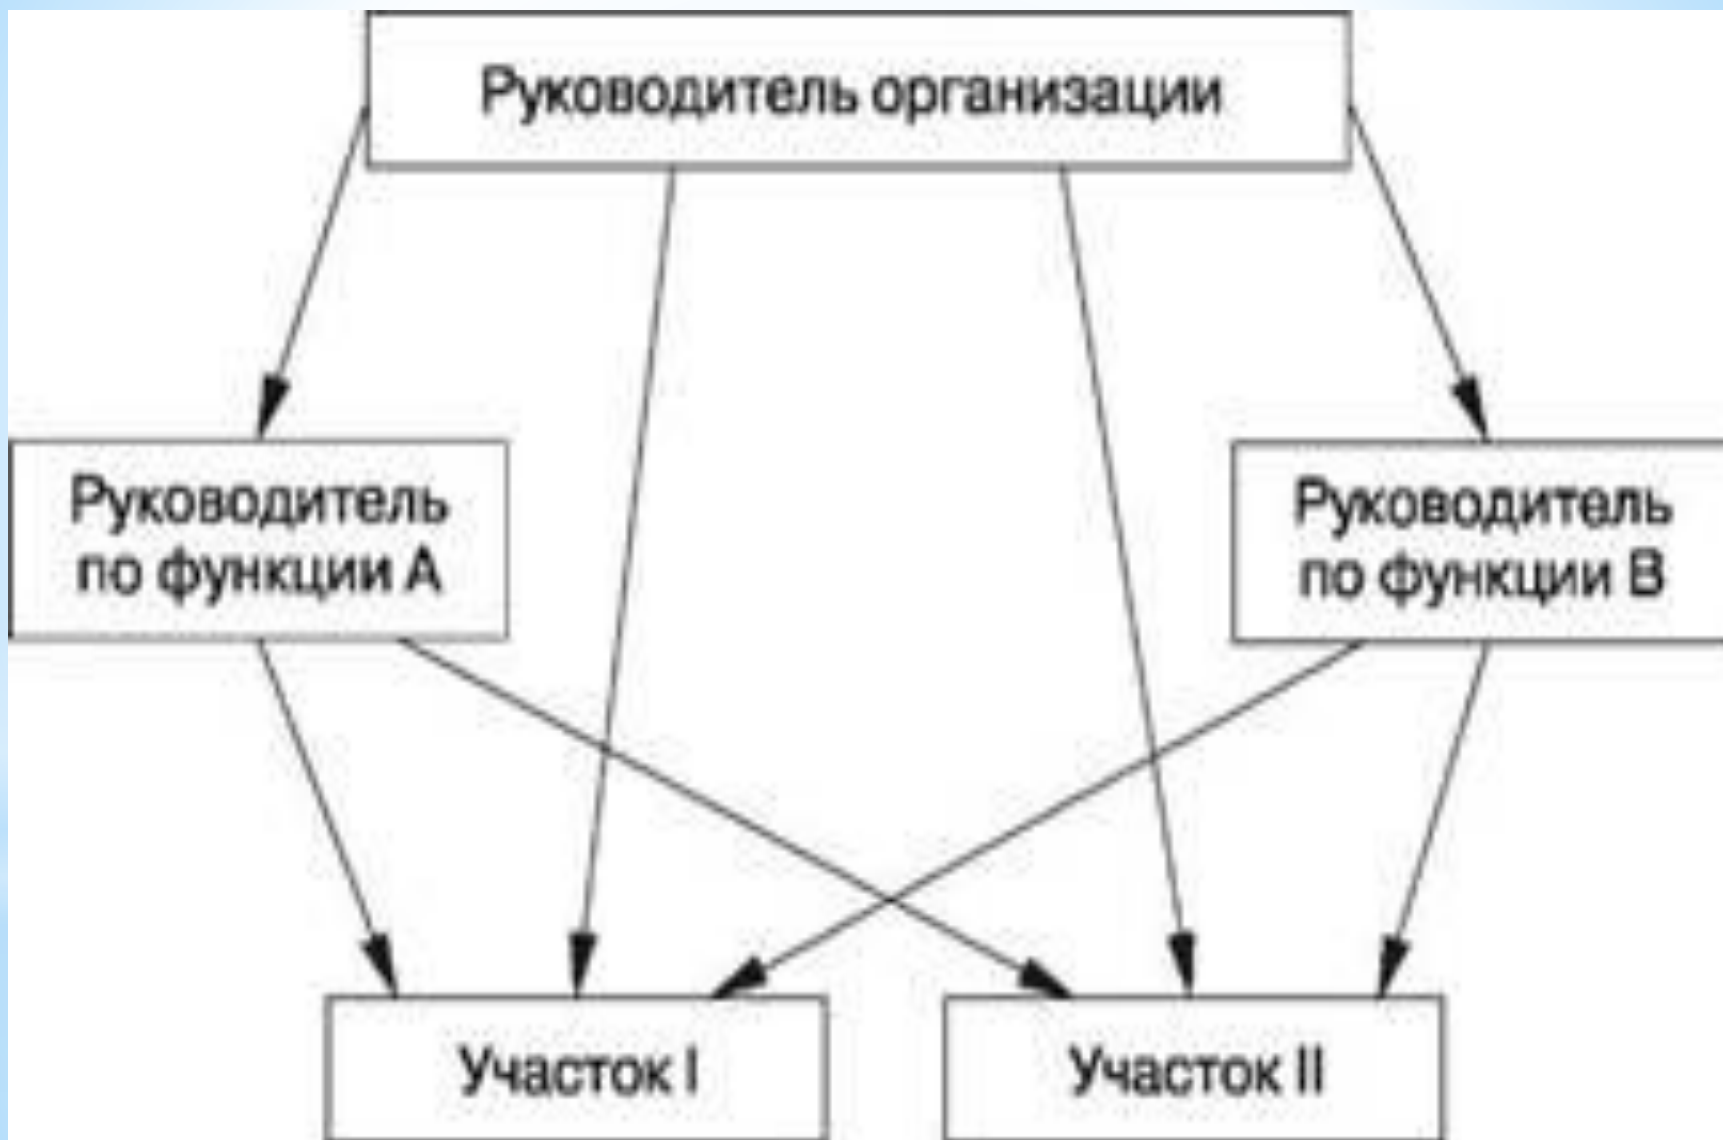 Руководитель организации
Руководитель
по функции А
Руководитель
по функции В
Участок I
Участок II